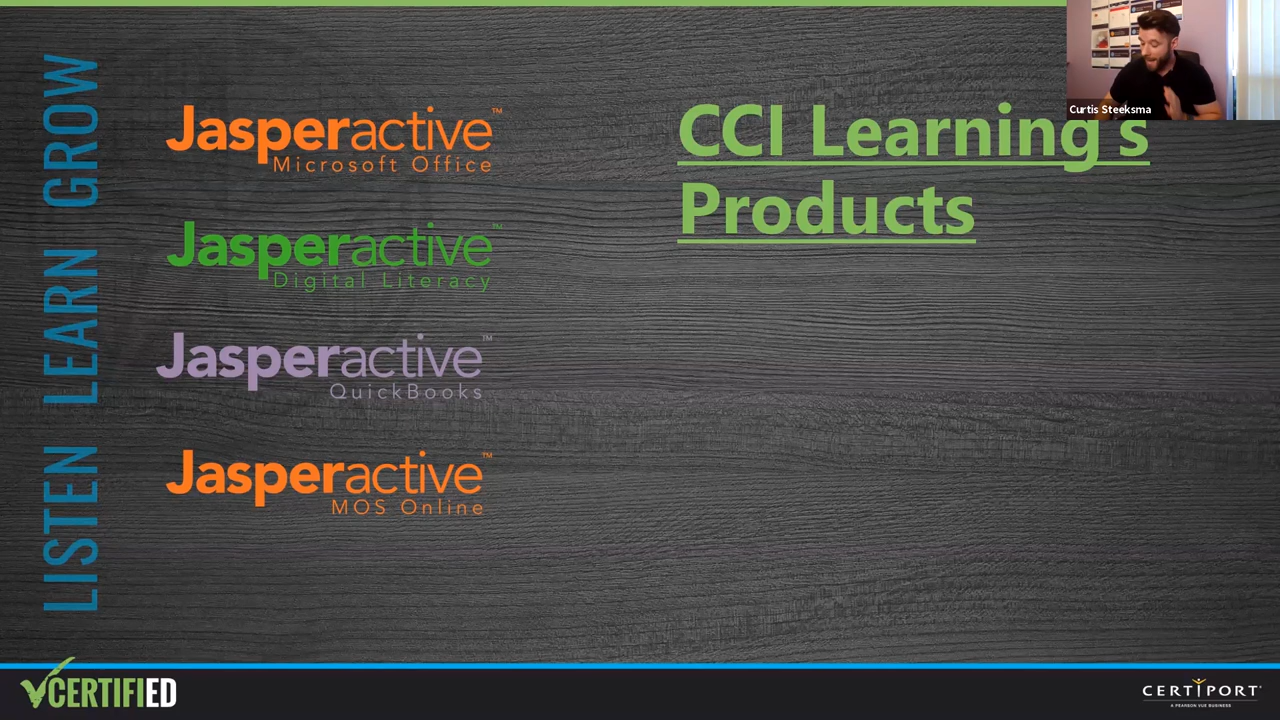 LISTEN LEARN GROW
Jasperactive™
Microsoft Office
Jasperactive™
Digital Literacy
Jasperactive™
QuickBooks
Jasperactive™
MOS Online
CCI Learning's
Products
Curtis Steeksma
CERTIFIED
CERTIPORT
A PEARSON VUE BUSINESS